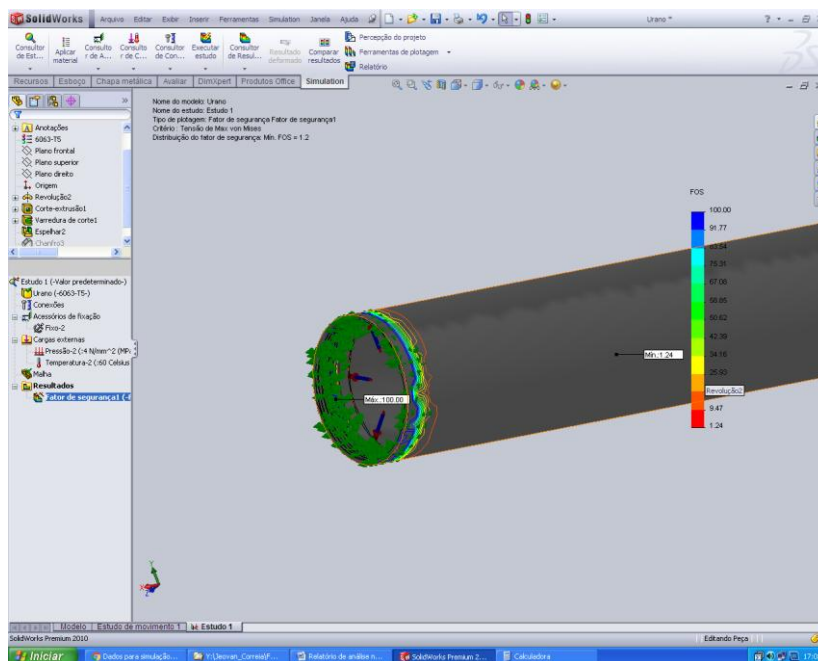 SolidWorks Arquivo Editar Exibir Inserir Ferramentas Simulation Janela Ajuda Urano *
Consultor de Est... Aplicar material Consulto r de A... Consulto r de C... Consultor de Con... Executar estudo Consultor de Resul... Resultado deformado Comparar resultados
Percepção do projeto
Ferramentas de plotagem
Relatório
Recursos Esboço Chapa metálica Avaliar DimXpert Produtos Office Simulation
Nome do modelo: Urano
Nome do estudo: Estudo 1
Tipo de plotagem: Fator de segurança Fator de segurança1
Critério : Tensão de Max von Mises
Distribuição do fator de segurança: Mín. FOS = 1.2
Anotações
6063-T5
Plano frontal
Plano superior
Plano direito
Origem
Revolução2
Corte-extrusão1
Varredura de corte1
Espelhar2
Chanfro3
Estudo 1 (-Valor predeterminado-)
Urano (-6063-T5-)
Conexões
Acessórios de fixação
Fixo-2
Cargas externas
Pressão-2 (:4 N/mm^2 (MPa
Temperatura-2 (:60 Celsius
Malha
Resultados
Fator de segurança1 (-F
FOS
100.00
91.77
83.54
75.31
67.08
58.85
50.62
42.39
34.16
25.93
Revolução2
9.47
1.24
Mín.:1.24
Máx.:100.00
Modelo Estudo de movimento 1 Estudo 1
SolidWorks Premium 2010 Editando Peça
Iniciar Dados para simulação... Y:\Jeovan_Correia\F... Relatório de análise n... SolidWorks Premium 2... Calculadora